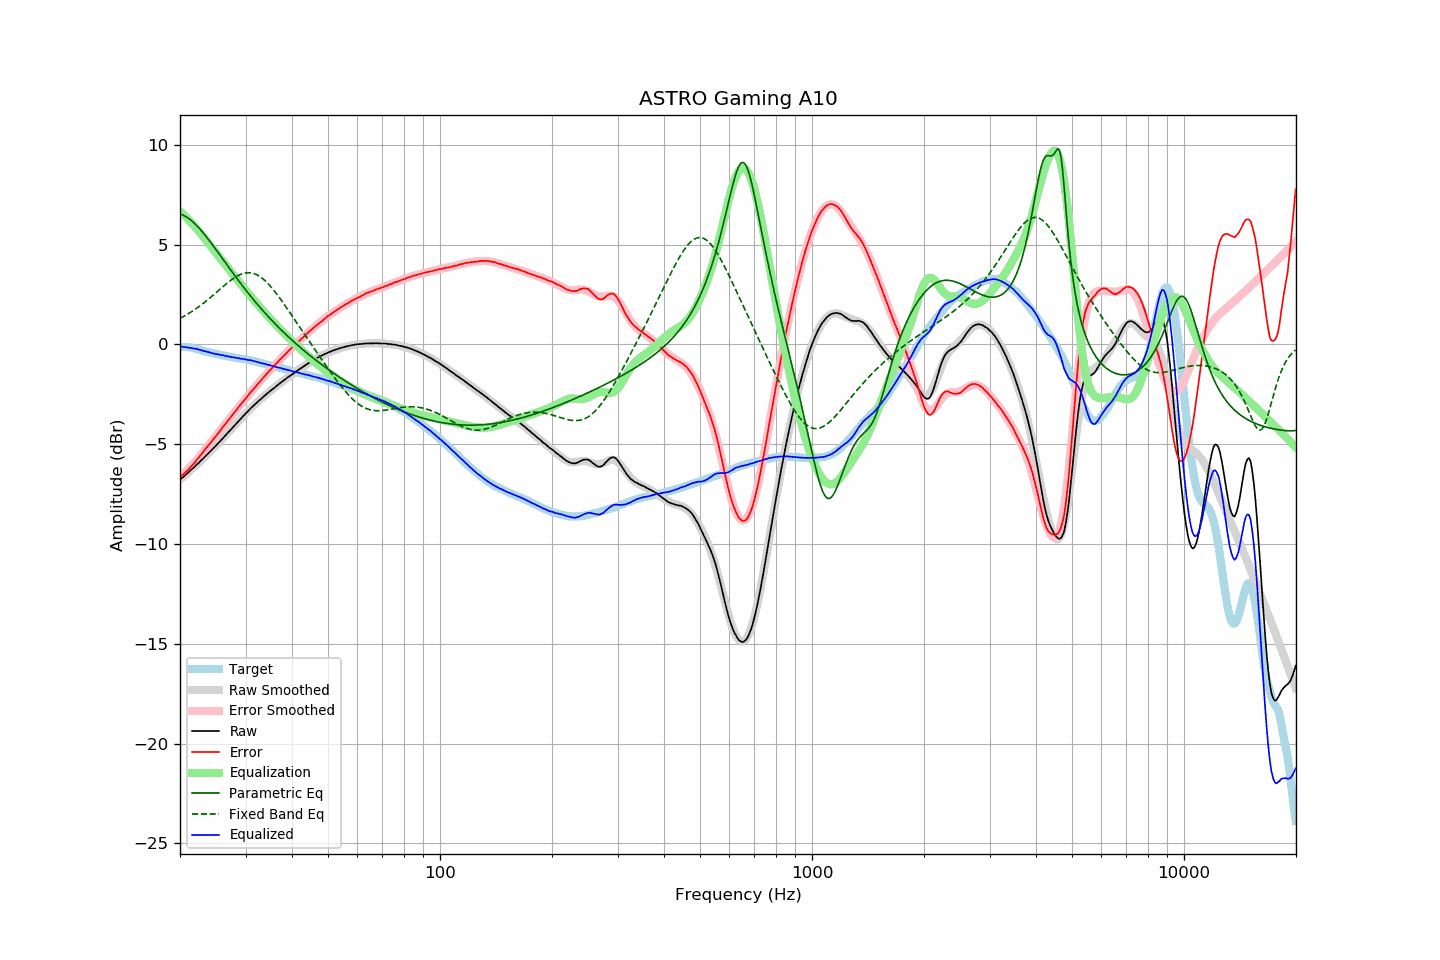 ASTRO Gaming A10
10
5
0
−5
−10
−15
−20
−25
Amplitude (dBr)
Target
Raw Smoothed
Error Smoothed
Raw
Error
Equalization
Parametric Eq
Fixed Band Eq
Equalized
100 1000 10000
Frequency (Hz)